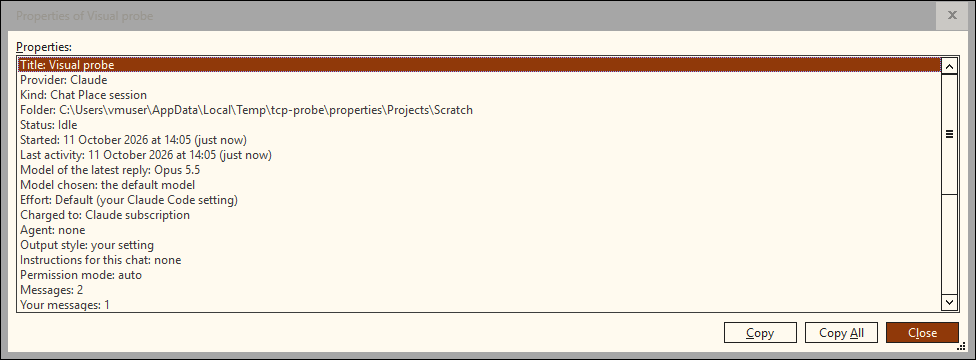 Properties of Visual probe
Properties:
Title: Visual probe
Provider: Claude
Kind: Chat Place session
Folder: C:\Users\vmuser\AppData\Local\Temp\tcp-probe\properties\Projects\Scratch
Status: Idle
Started: 11 October 2026 at 14:05 (just now)
Last activity: 11 October 2026 at 14:05 (just now)
Model of the latest reply: Opus 5.5
Model chosen: the default model
Effort: Default (your Claude Code setting)
Charged to: Claude subscription
Agent: none
Output style: your setting
Instructions for this chat: none
Permission mode: auto
Messages: 2
Your messages: 1
Copy
Copy All
Close